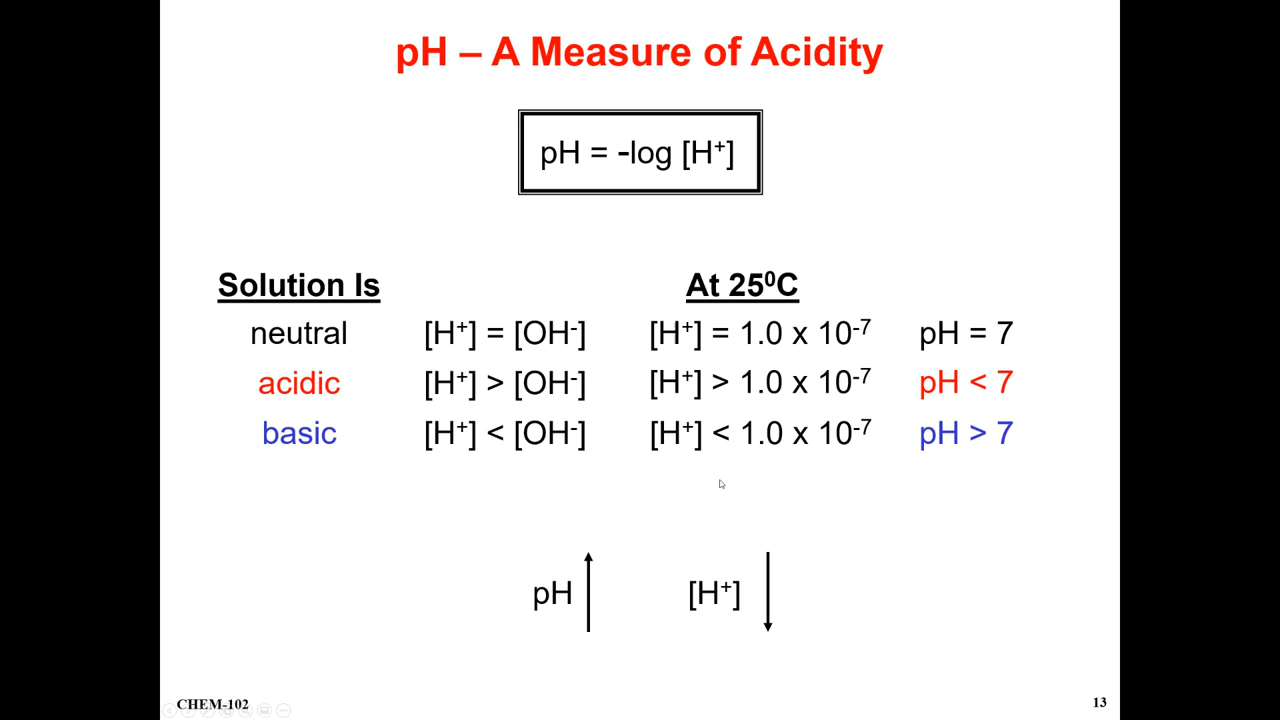 pH – A Measure of Acidity
pH = -log [H⁺]
Solution Is At 25⁰C
neutral [H⁺] = [OH⁻] [H⁺] = 1.0 x 10⁻⁷ pH = 7
acidic [H⁺] > [OH⁻] [H⁺] > 1.0 x 10⁻⁷ pH < 7
basic [H⁺] < [OH⁻] [H⁺] < 1.0 x 10⁻⁷ pH > 7
pH [H⁺]
CHEM-102 13